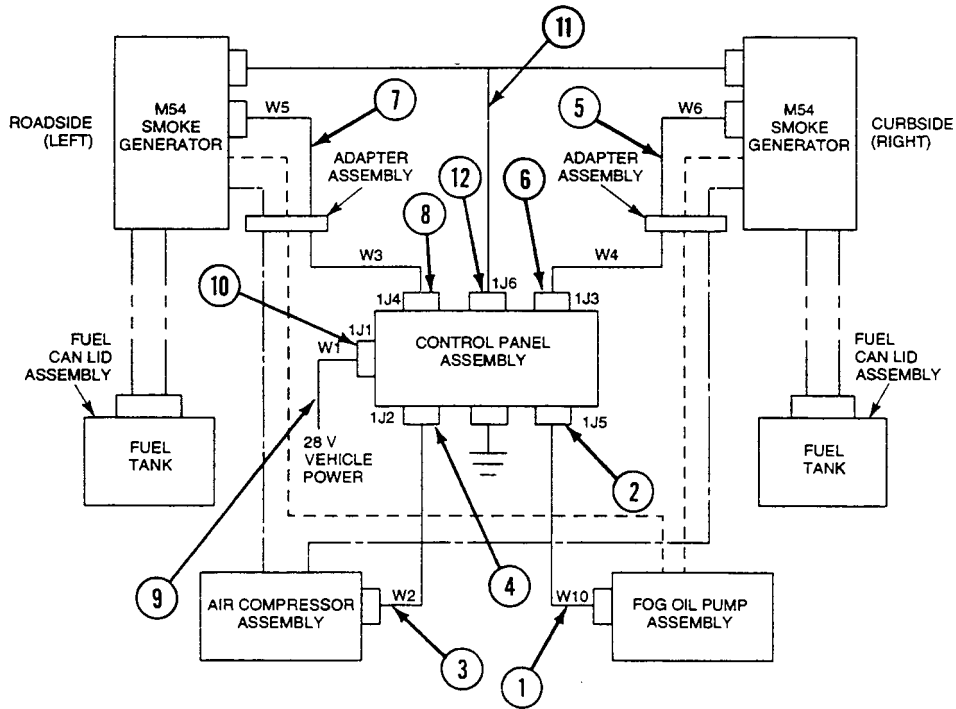 11
M54
SMOKE
GENERATOR
M54
SMOKE
GENERATOR
ROADSIDE
(LEFT)
W5
7
5
W6
CURBSIDE
(RIGHT)
ADAPTER
ASSEMBLY
12
6
ADAPTER
ASSEMBLY
8
W3
W4
10
1J4
1J6
1J3
1J1
W1
CONTROL PANEL
ASSEMBLY
FUEL
CAN LID
ASSEMBLY
FUEL
CAN LID
ASSEMBLY
1J2
1J5
FUEL
TANK
28 V
VEHICLE
POWER
2
FUEL
TANK
9
4
AIR COMPRESSOR
ASSEMBLY
W2
3
W10
1
FOG OIL PUMP
ASSEMBLY